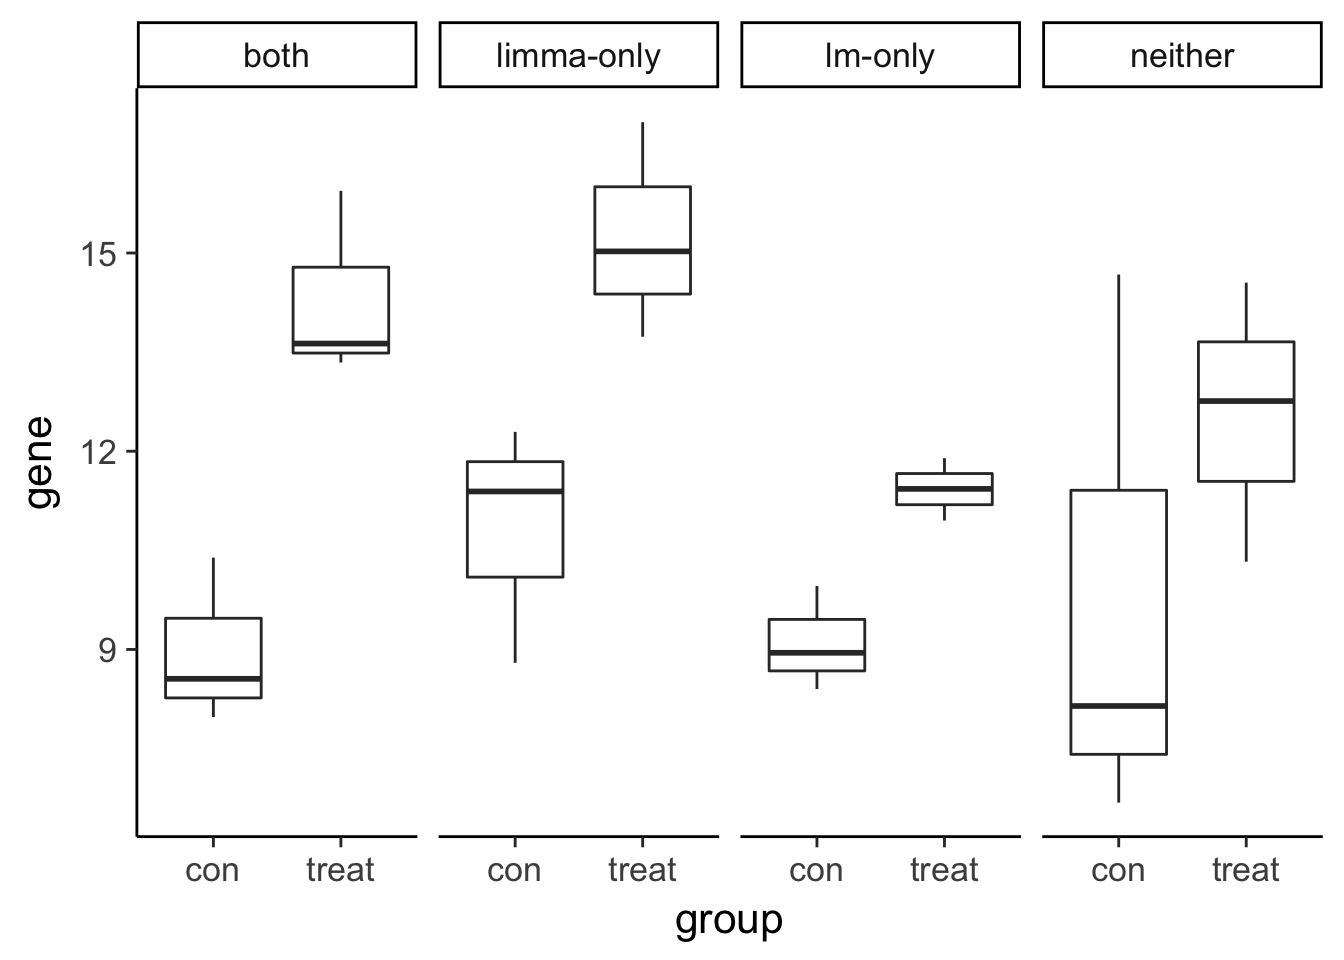 both limma-only lm-only neither
15
12
9
gene
con treat con treat con treat con treat
group